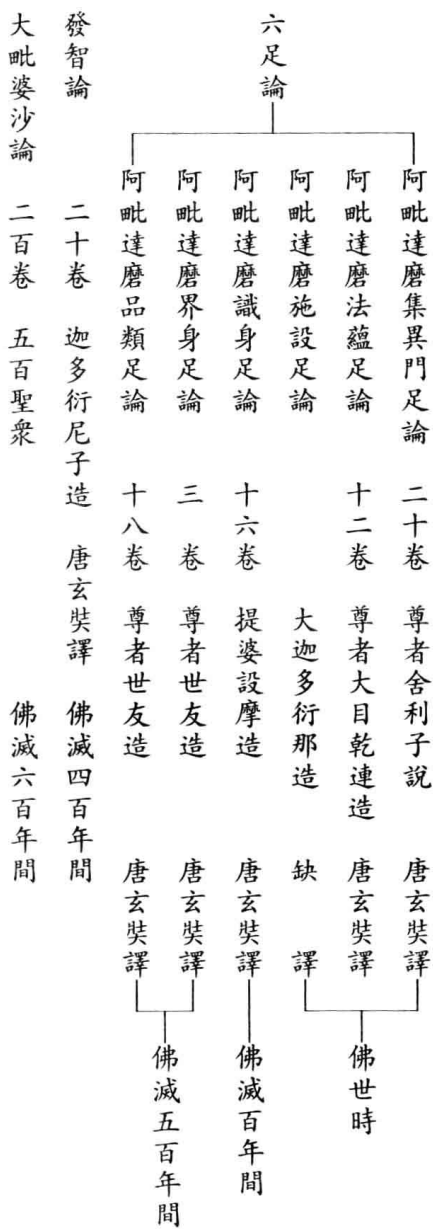 六足論
阿毗達磨集異門足論 二十卷 尊者舍利子說 唐玄奘譯
阿毗達磨法蘊足論 十二卷 尊者大目乾連造 唐玄奘譯
阿毗達磨施設足論 大迦多衍那造 缺譯
佛世時
阿毗達磨識身足論 十六卷 提婆設摩造 唐玄奘譯
佛滅百年間
阿毗達磨界身足論 三卷 尊者世友造 唐玄奘譯
阿毗達磨品類足論 十八卷 尊者世友造 唐玄奘譯
佛滅五百年間
發智論 二十卷 迦多衍尼子造 唐玄奘譯 佛滅四百年間
大毗婆沙論 二百卷 五百聖衆 佛滅六百年間